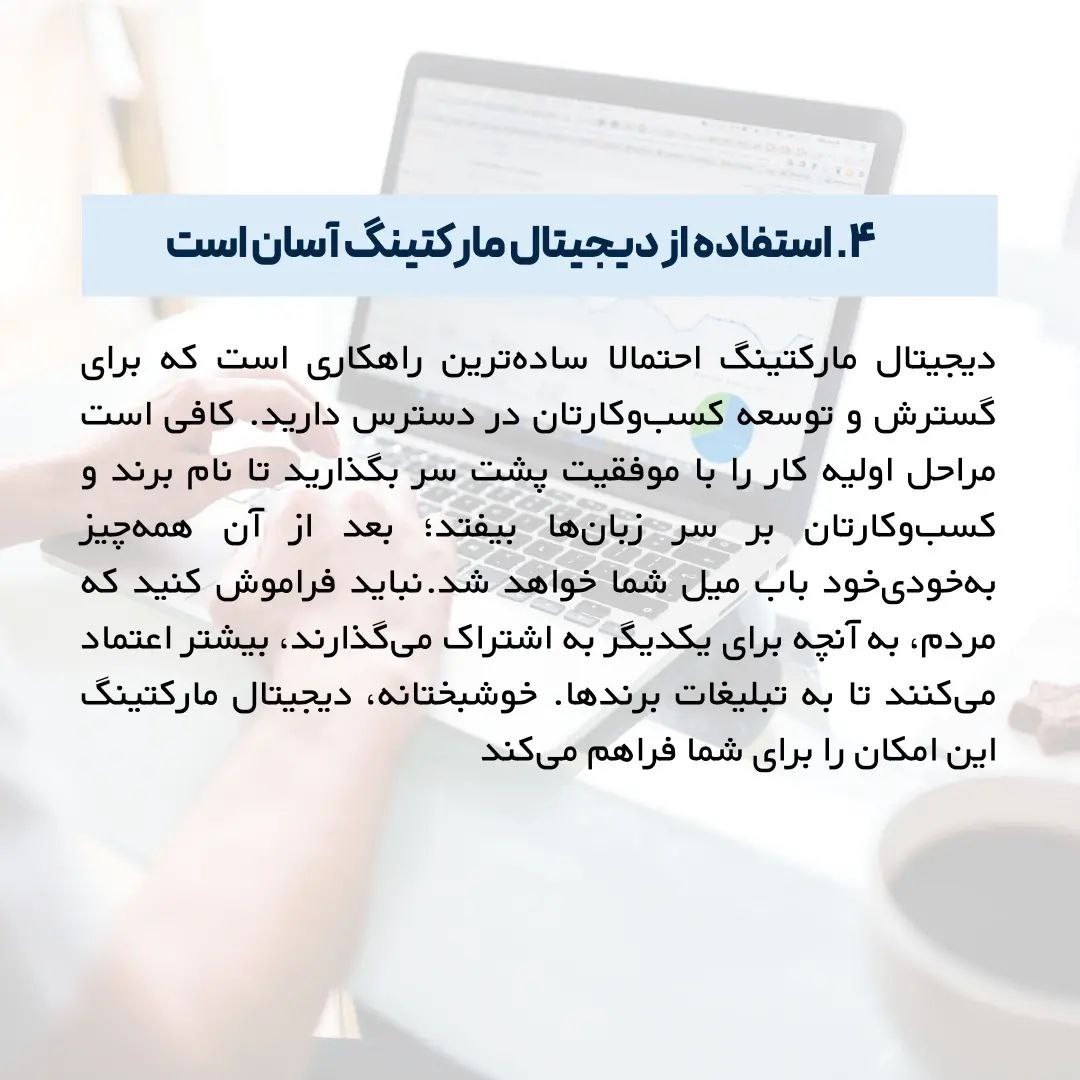 ۴. استفاده از دیجیتال مارکتینگ آسان است
دیجیتال مارکتینگ احتمالا ساده‌ترین راهکاری است که برای
گسترش و توسعه کسب‌وکارتان در دسترس دارید. کافی است
مراحل اولیه کار را با موفقیت پشت سر بگذارید تا نام برند و
کسب‌وکارتان بر سر زبان‌ها بیفتد؛ بعد از آن همه‌چیز
به‌خودی‌خود باب میل شما خواهد شد.نباید فراموش کنید که
مردم، به آنچه برای یکدیگر به اشتراک می‌گذارند، بیشتر اعتماد
می‌کنند تا به تبلیغات برندها. خوشبختانه، دیجیتال مارکتینگ
این امکان را برای شما فراهم می‌کند